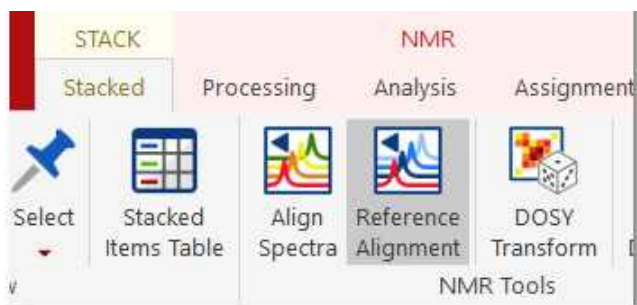 STACK NMR
Stacked Processing Analysis Assignment
Select Stacked Items Table Align Spectra Reference Alignment DOSY Transform
NMR Tools